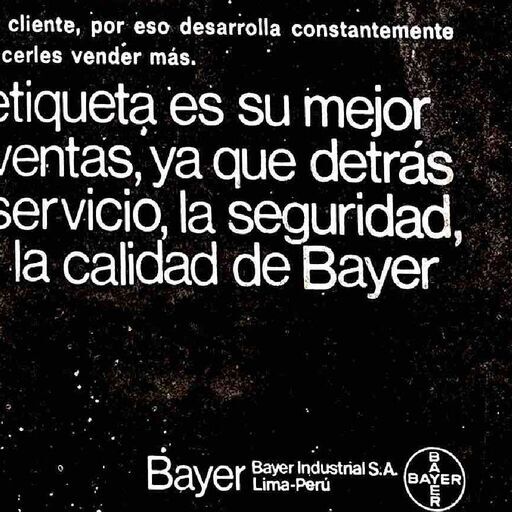 cliente, por eso desarrolla constantemente
cerles vender más.
etiqueta es su mejor
ventas, ya que detrás
servicio, la seguridad,
la calidad de Bayer
Bayer Bayer Industrial S.A.
Lima-Perú
BAYER
BAYER